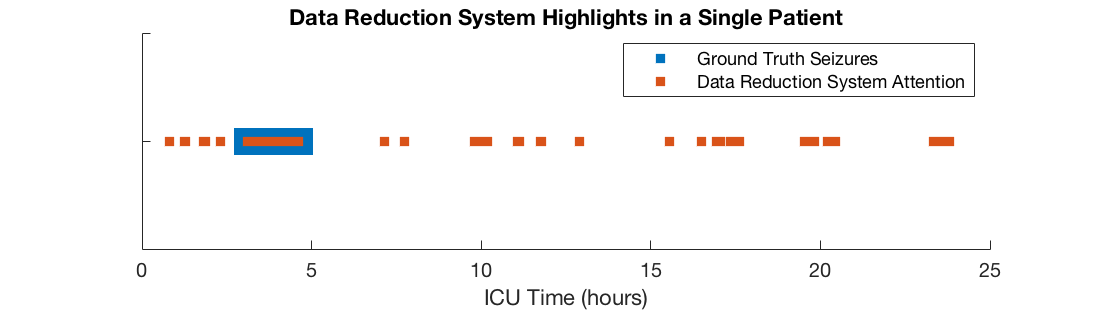 Data Reduction System Highlights in a Single Patient
Ground Truth Seizures
Data Reduction System Attention
0 5 10 15 20 25
ICU Time (hours)